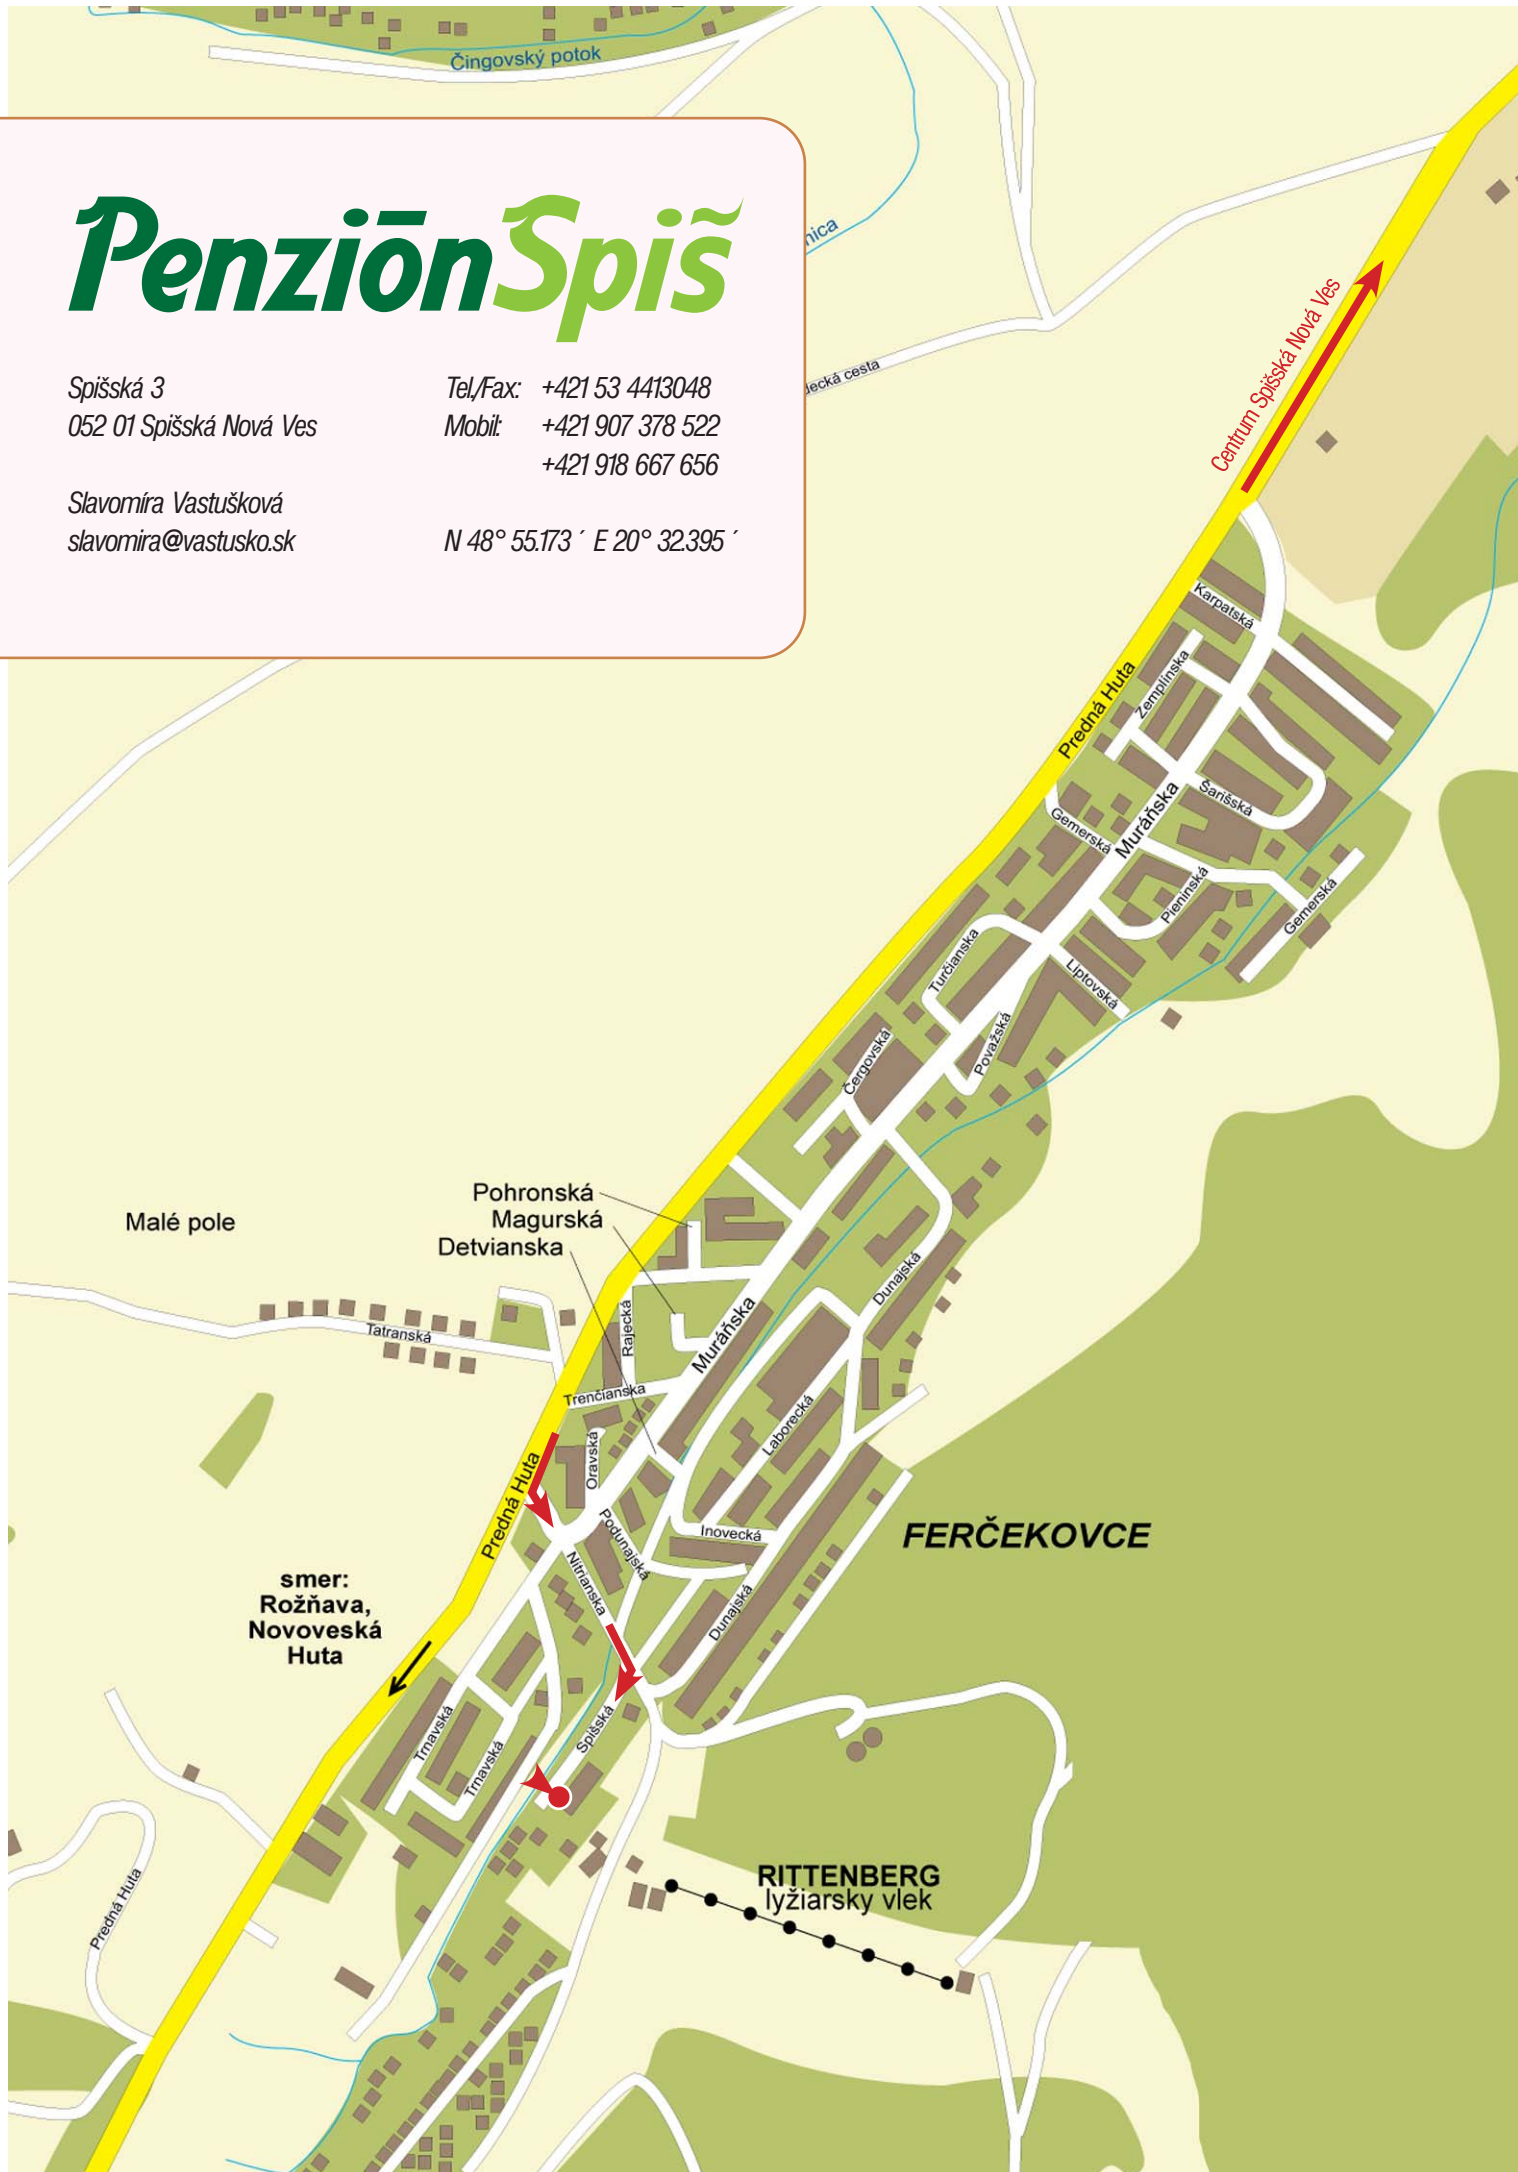 Čingovský potok
Penziōn Spiš
Spišská 3
052 01 Spišská Nová Ves
Slavomíra Vastušková
slavomira@vastusko.sk
Tel./Fax: +421 53 4413048
Mobil: +421 907 378 522
+421 918 667 656
N 48° 55.173 ´ E 20° 32.395 ´
Centrum Spišská Nová Ves
Karpatská
Zemplínska
Predná Huta
Šarišská
Muráňska
Gemerská
Pieninská
Gemerská
Turčianska
Liptovská
Považská
Čergovská
Pohronská
Magurská
Detvianska
Malé pole
Dunajská
Tatranská
Rajecká
Muráňska
Trenčianska
Laborecká
Oravská
Predná Huta
Podunajská
Inovecká
FERČEKOVCE
Nitrianska
Dunajská
smer:
Rožňava,
Novoveská
Huta
Trnavská
Trnavská
Spišská
RITTENBERG
lyžiarsky vlek
Predná Huta